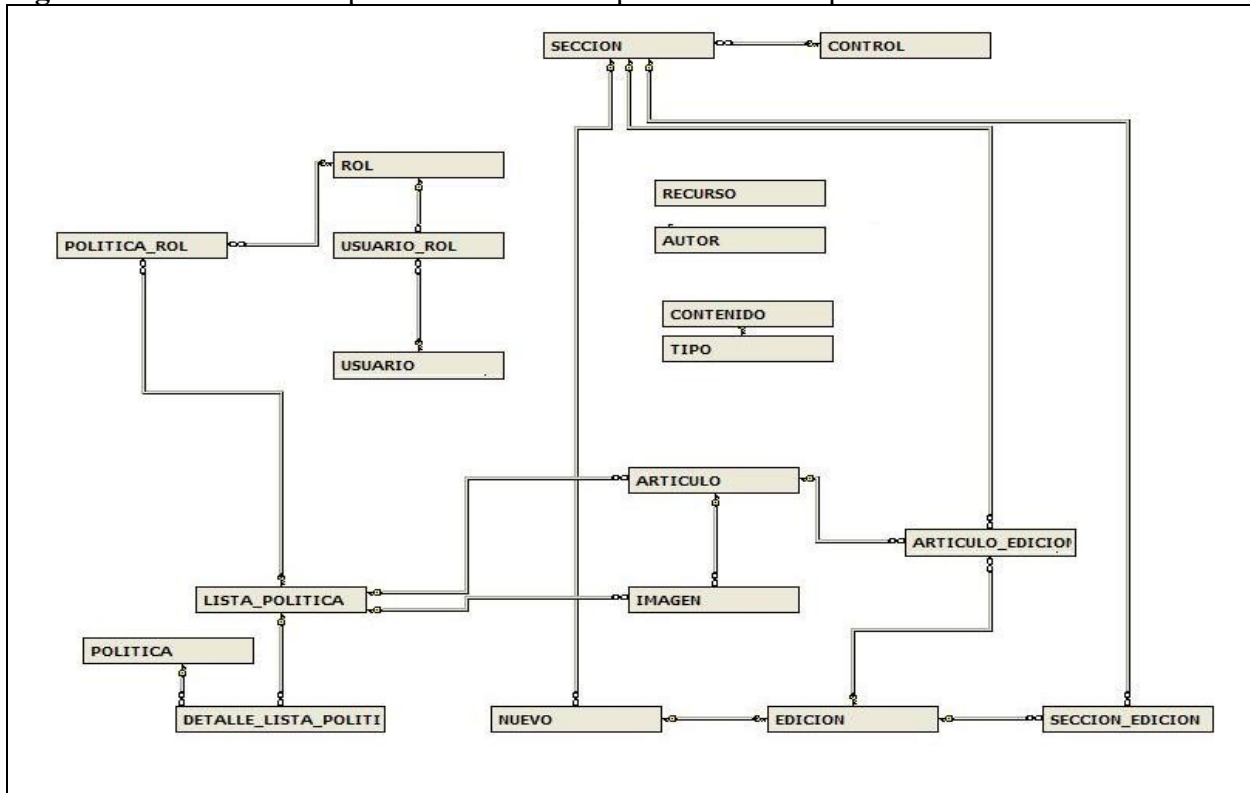 SECCION
CONTROL
ROL
RECURSO
POLITICA_ROL
USUARIO_ROL
AUTOR
CONTENIDO
TIPO
USUARIO
ARTICULO
ARTICULO_EDICION
LISTA_POLITICA
IMAGEN
POLITICA
DETALLE_LISTA_POLITI
NUEVO
EDICION
SECCION_EDICION